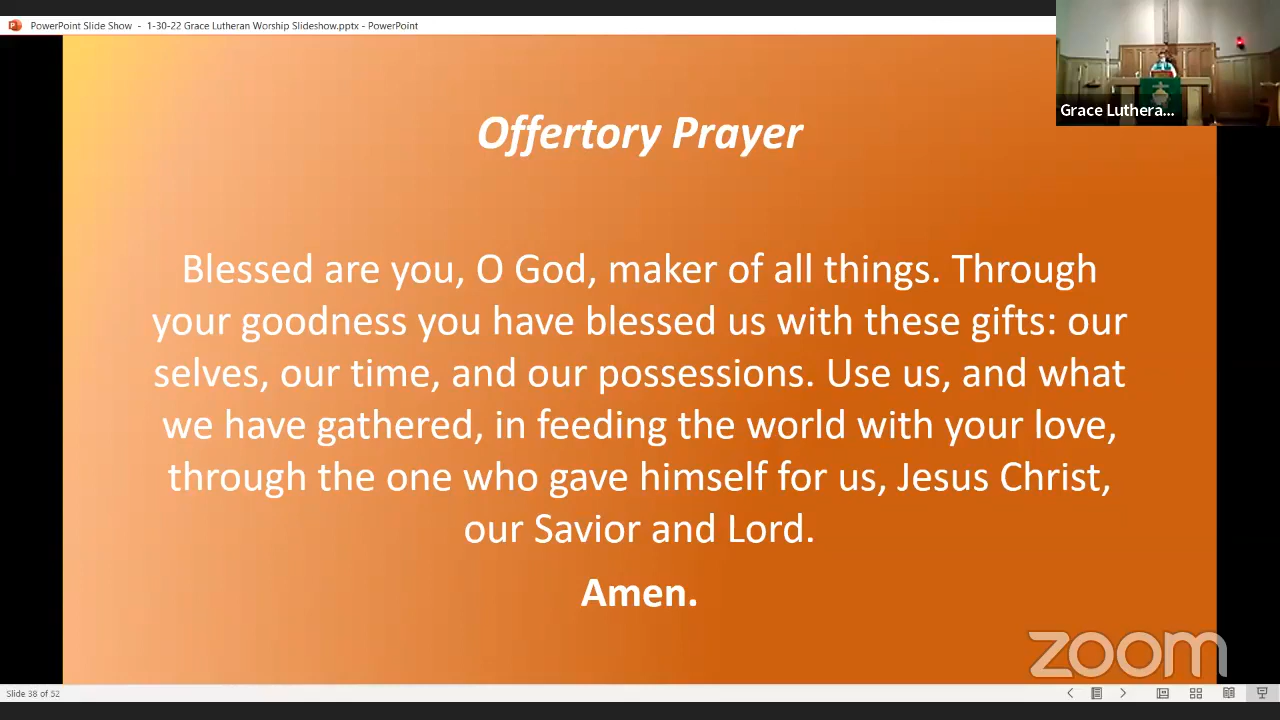 PowerPoint Slide Show - 1-30-22 Grace Lutheran Worship Slideshow.pptx - PowerPoint
Grace Luthera...
Offertory Prayer
Blessed are you, O God, maker of all things. Through
your goodness you have blessed us with these gifts: our
selves, our time, and our possessions. Use us, and what
we have gathered, in feeding the world with your love,
through the one who gave himself for us, Jesus Christ,
our Savior and Lord.
Amen.
zoom
Slide 38 of 52